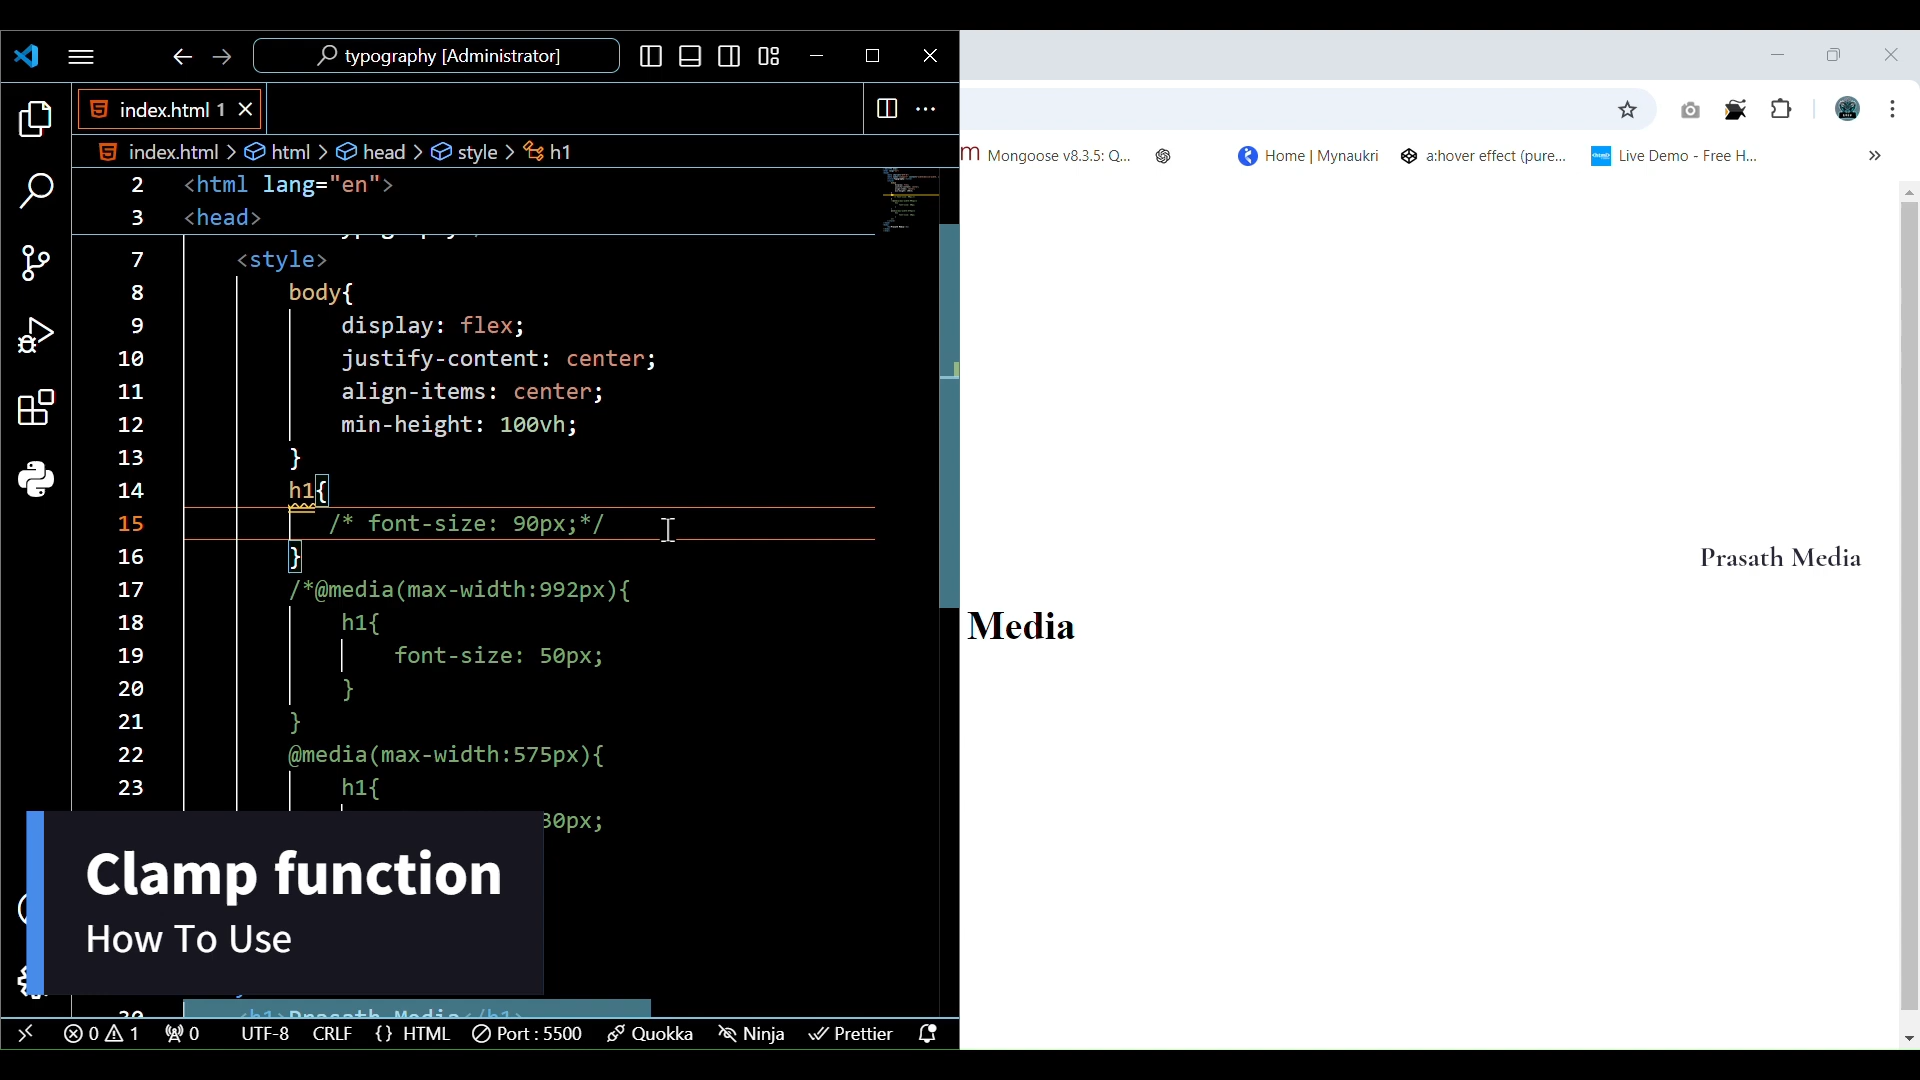 typography [Administrator]
index.html 1
index.html > html > head > style > h1
2 <html lang="en">
3 <head>
7 <style>
8 body{
9 display: flex;
10 justify-content: center;
11 align-items: center;
12 min-height: 100vh;
13 }
14 h1{
15 /* font-size: 90px;*/
16 }
17 /*@media(max-width:992px){
18 h1{
19 font-size: 50px;
20 }
21 }
22 @media(max-width:575px){
23 h1{
30px;
Clamp function
How To Use
30 <h1>Prasath Media</h1>
0 1 0 UTF-8 CRLF {} HTML Port : 5500 Quokka Ninja Prettier
m Mongoose v8.3.5: Q... Home | Mynaukri a:hover effect (pure... Live Demo - Free H... »
Prasath Media
Media